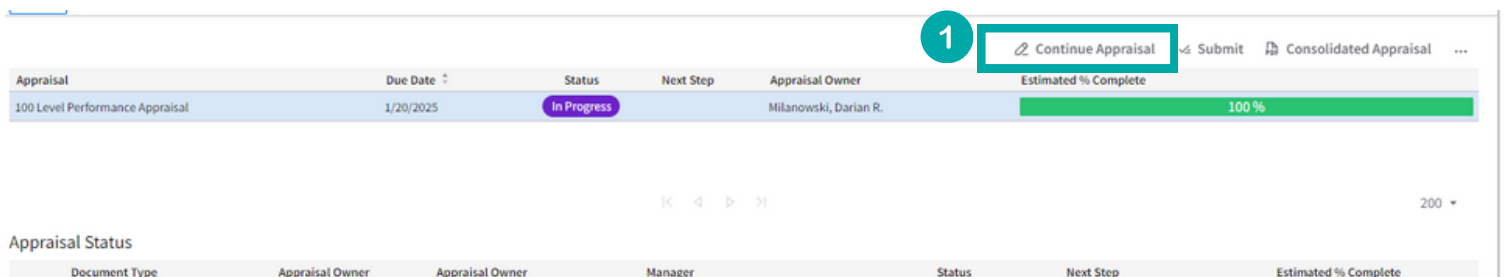 1
Continue Appraisal Submit Consolidated Appraisal ...
Appraisal Due Date Status Next Step Appraisal Owner Estimated % Complete
100 Level Performance Appraisal 1/20/2025 In Progress Milanowski, Darian R. 100 %
200
Appraisal Status
Document Type Appraisal Owner Appraisal Owner Manager Status Next Step Estimated % Complete